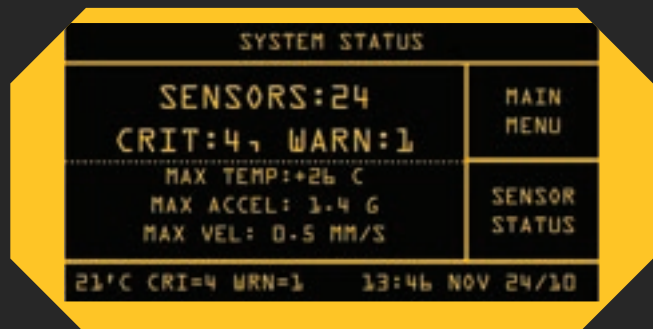 SYSTEM STATUS
SENSORS:24
CRIT:4, WARN:1
MAIN
MENU
MAX TEMP:+26 C
MAX ACCEL: 1.4 G
MAX VEL: 0.5 MM/S
SENSOR
STATUS
21'C CRI=4 WRN=1 13:46 NOV 24/10